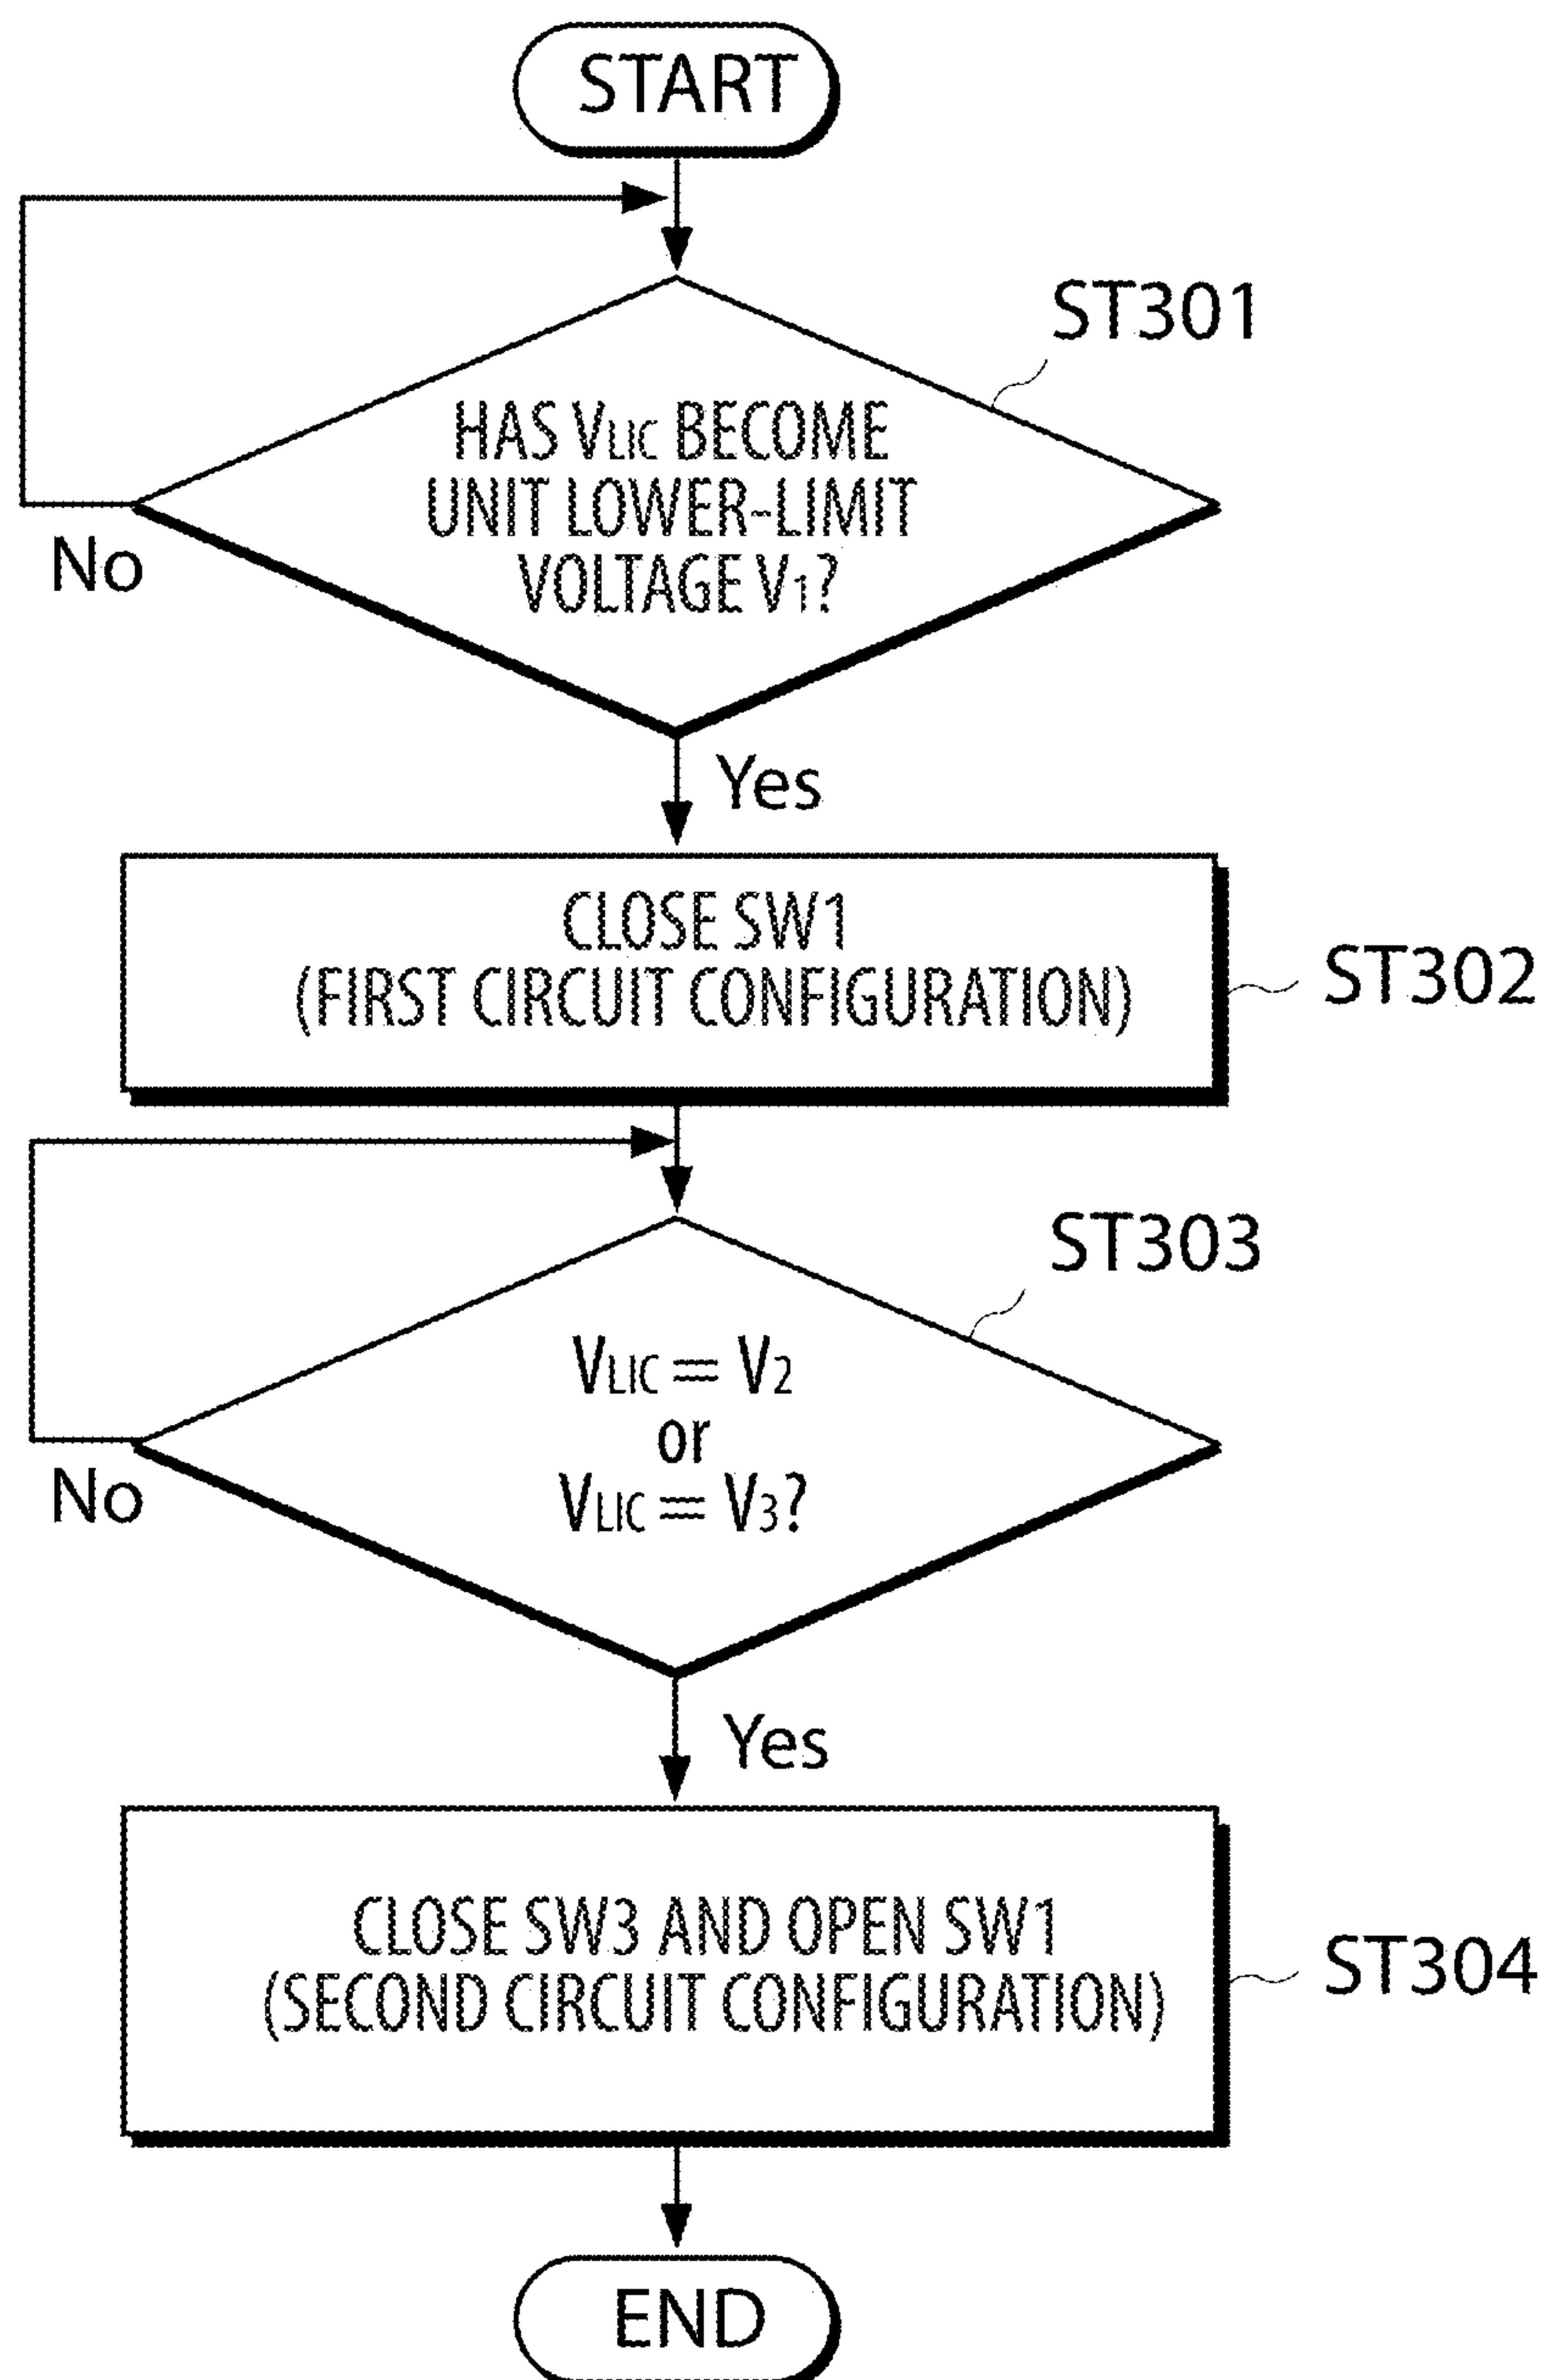 START
ST301
HAS VLIC BECOME
UNIT LOWER-LIMIT
VOLTAGE V1?
No
Yes
CLOSE SW1
(FIRST CIRCUIT CONFIGURATION)
ST302
ST303
VLIC = V2
or
VLIC = V3?
No
Yes
CLOSE SW3 AND OPEN SW1
(SECOND CIRCUIT CONFIGURATION)
ST304
END